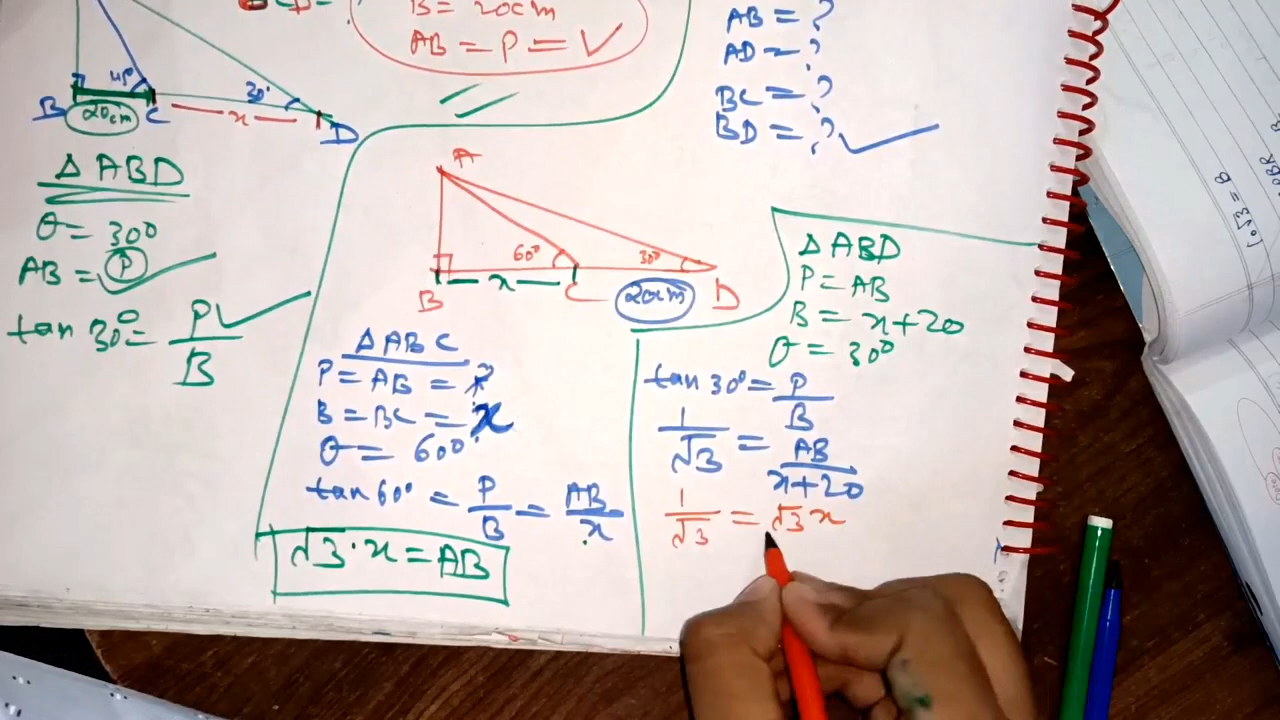 B = 20cm
AB = P = ✓
45°
30°
B
20cm
C
x
D
Δ ABD
θ = 30°
AB = P
tan 30° = P/B
AB = ?
AD = ?
BC = ?
BD = ?
A
60°
30°
B
x
C
20cm
D
Δ ABC
P = AB = ?
B = BC = x
θ = 60°
tan 60° = P/B = AB/x
√3 · x = AB
Δ ABD
P = AB
B = x+20
θ = 30°
tan 30° = P/B
1/√3 = AB/x+20
1/√3 = √3 x